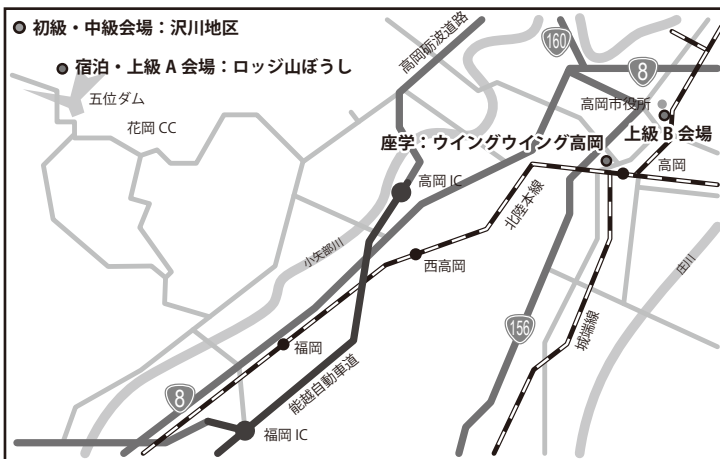 初級・中級会場：沢川地区
宿泊・上級 A 会場：ロッジ山ぼうし
五位ダム
花岡 CC
高岡砺波道路
160
8
高岡市役所
上級 B 会場
座学：ウイングウイング高岡
高岡
高岡 IC
北陸本線
小矢部川
西高岡
庄川
156
城端線
福岡
能越自動車道
8
福岡 IC